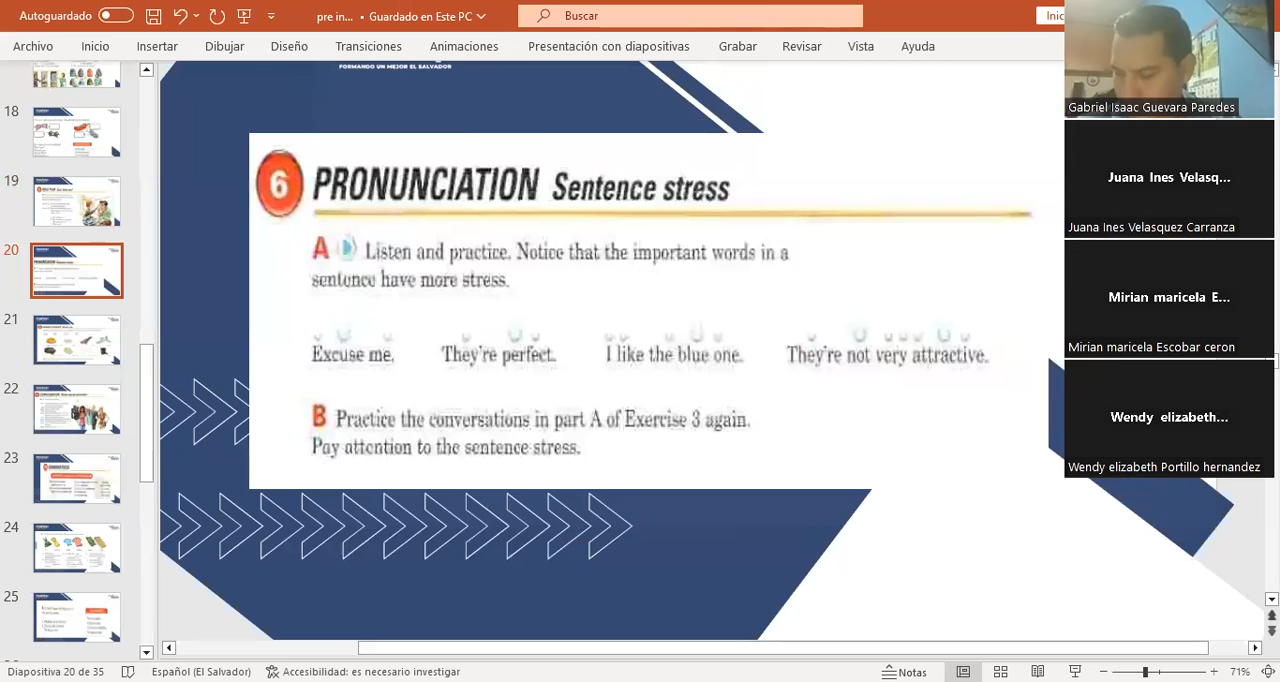 Autoguardado
pre in... • Guardado en Este PC
Buscar
Inic
Archivo Inicio Insertar Dibujar Diseño Transiciones Animaciones Presentación con diapositivas Grabar Revisar Vista Ayuda
18
19
20
21
22
23
24
25
FORMANDO UN MEJOR EL SALVADOR
6 PRONUNCIATION Sentence stress
A Listen and practice. Notice that the important words in a
sentence have more stress.
Excuse me. They're perfect. I like the blue one. They're not very attractive.
B Practice the conversations in part A of Exercise 3 again.
Pay attention to the sentence stress.
Gabriel Isaac Guevara Paredes
Juana Ines Velasq...
Juana Ines Velasquez Carranza
Mirian maricela E...
Mirian maricela Escobar ceron
Wendy elizabeth...
Wendy elizabeth Portillo Hernandez
Diapositiva 20 de 35 Español (El Salvador) Accesibilidad: es necesario investigar Notas 71%